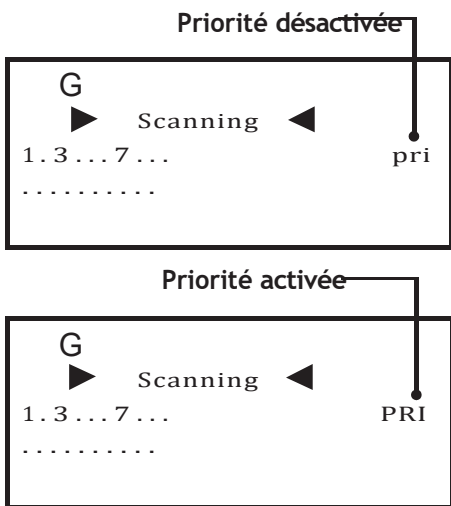 Priorité désactivée
G
▶ Scanning ◀
1.3...7... pri
..........
Priorité activée
G
▶ Scanning ◀
1.3...7... PRI
..........